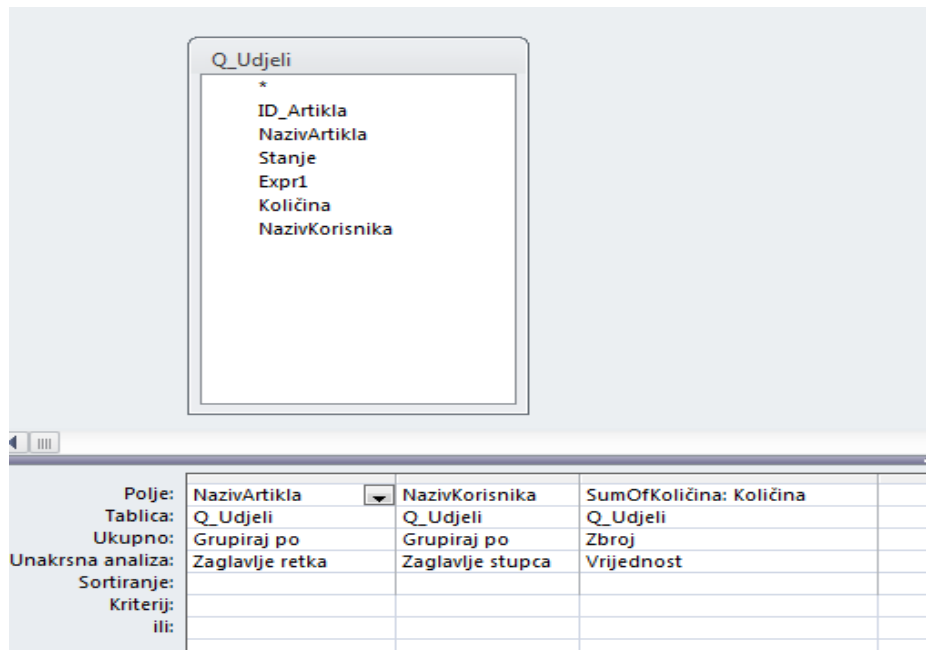 Q_Udjeli
*
ID_Artikla
NazivArtikla
Stanje
Expr1
Količina
NazivKorisnika
Polje: NazivArtikla NazivKorisnika SumOfKoličina: Količina
Tablica: Q_Udjeli Q_Udjeli Q_Udjeli
Ukupno: Grupiraj po Grupiraj po Zbroj
Unakrsna analiza: Zaglavlje retka Zaglavlje stupca Vrijednost
Sortiranje:
Kriterij:
ili: